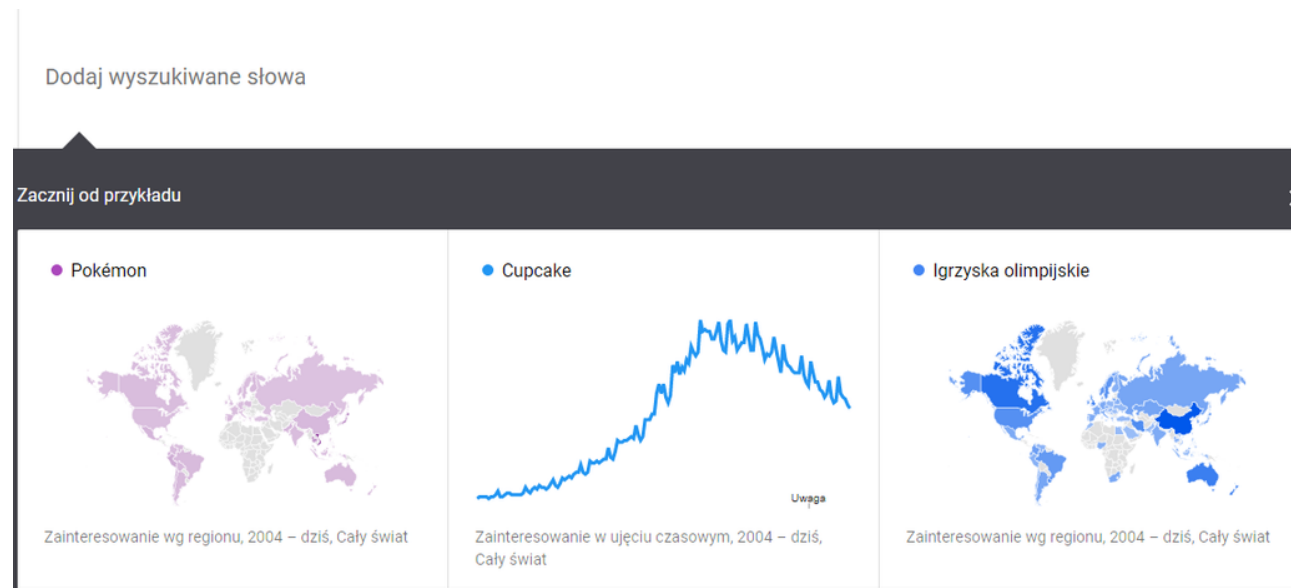 Dodaj wyszukiwane słowa
Zacznij od przykładu
Pokémon
Cupcake
Igrzyska olimpijskie
Uwaga
Zainteresowanie wg regionu, 2004 – dziś, Cały świat
Zainteresowanie w ujęciu czasowym, 2004 – dziś,
Cały świat
Zainteresowanie wg regionu, 2004 – dziś, Cały świat